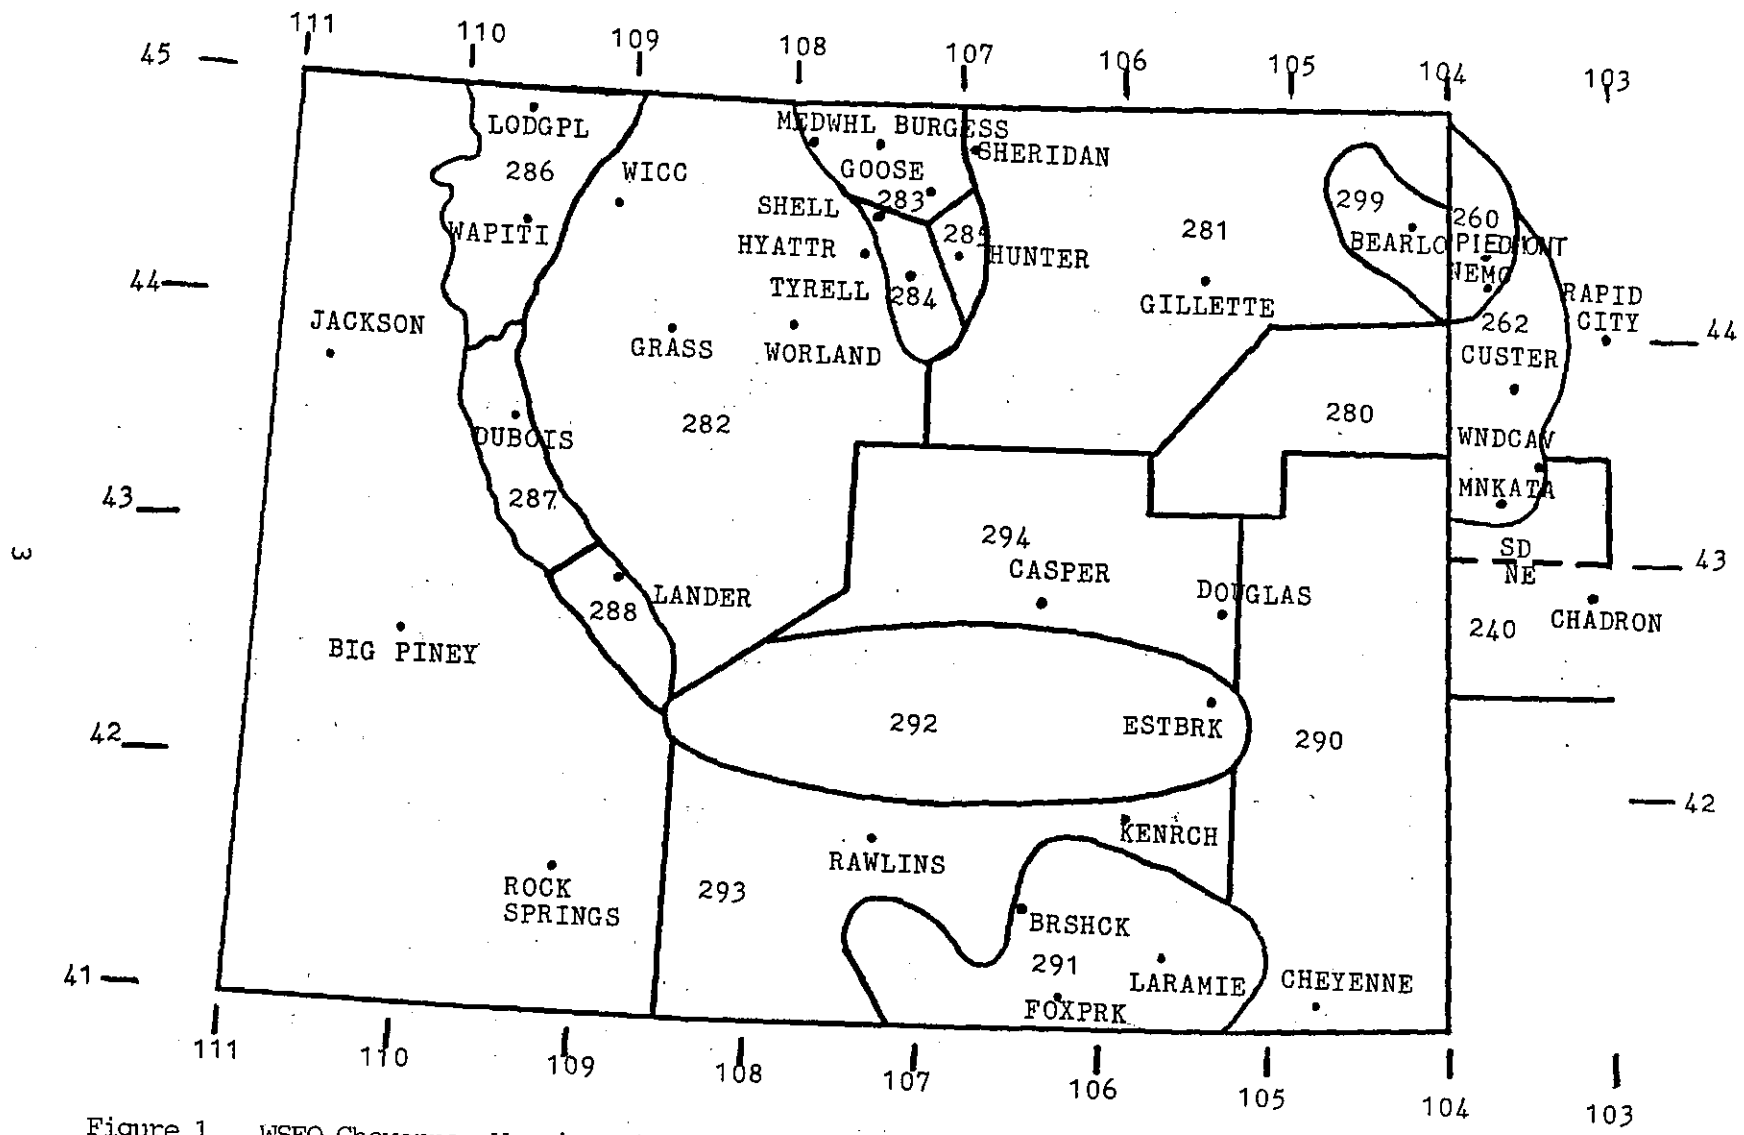 111
110
109
108
107
106
105
104
103
45
LODGPL
MEDWHL BURGESS
SHERIDAN
286
WICC
GOOSE
283
299
SHELL
260
WAPITI
281
285
HYATTR
HUNTER
BEARLO
PIEDMONT
NEMO
44
TYRELL
284
GILLETTE
RAPID
CITY
JACKSON
262
44
GRASS
WORLAND
CUSTER
282
280
DUBOIS
WNDCAV
43
287
MNKATA
294
SD
3
CASPER
43
NE
288
LANDER
DOUGLAS
240
CHADRON
BIG PINEY
292
ESTBRK
290
42
42
KENRCH
RAWLINS
ROCK
SPRINGS
293
BRSHCK
291
41
LARAMIE
CHEYENNE
FOXPRK
111
110
109
108
107
106
105
104
103
Figure 1 WSFO Cheyenne